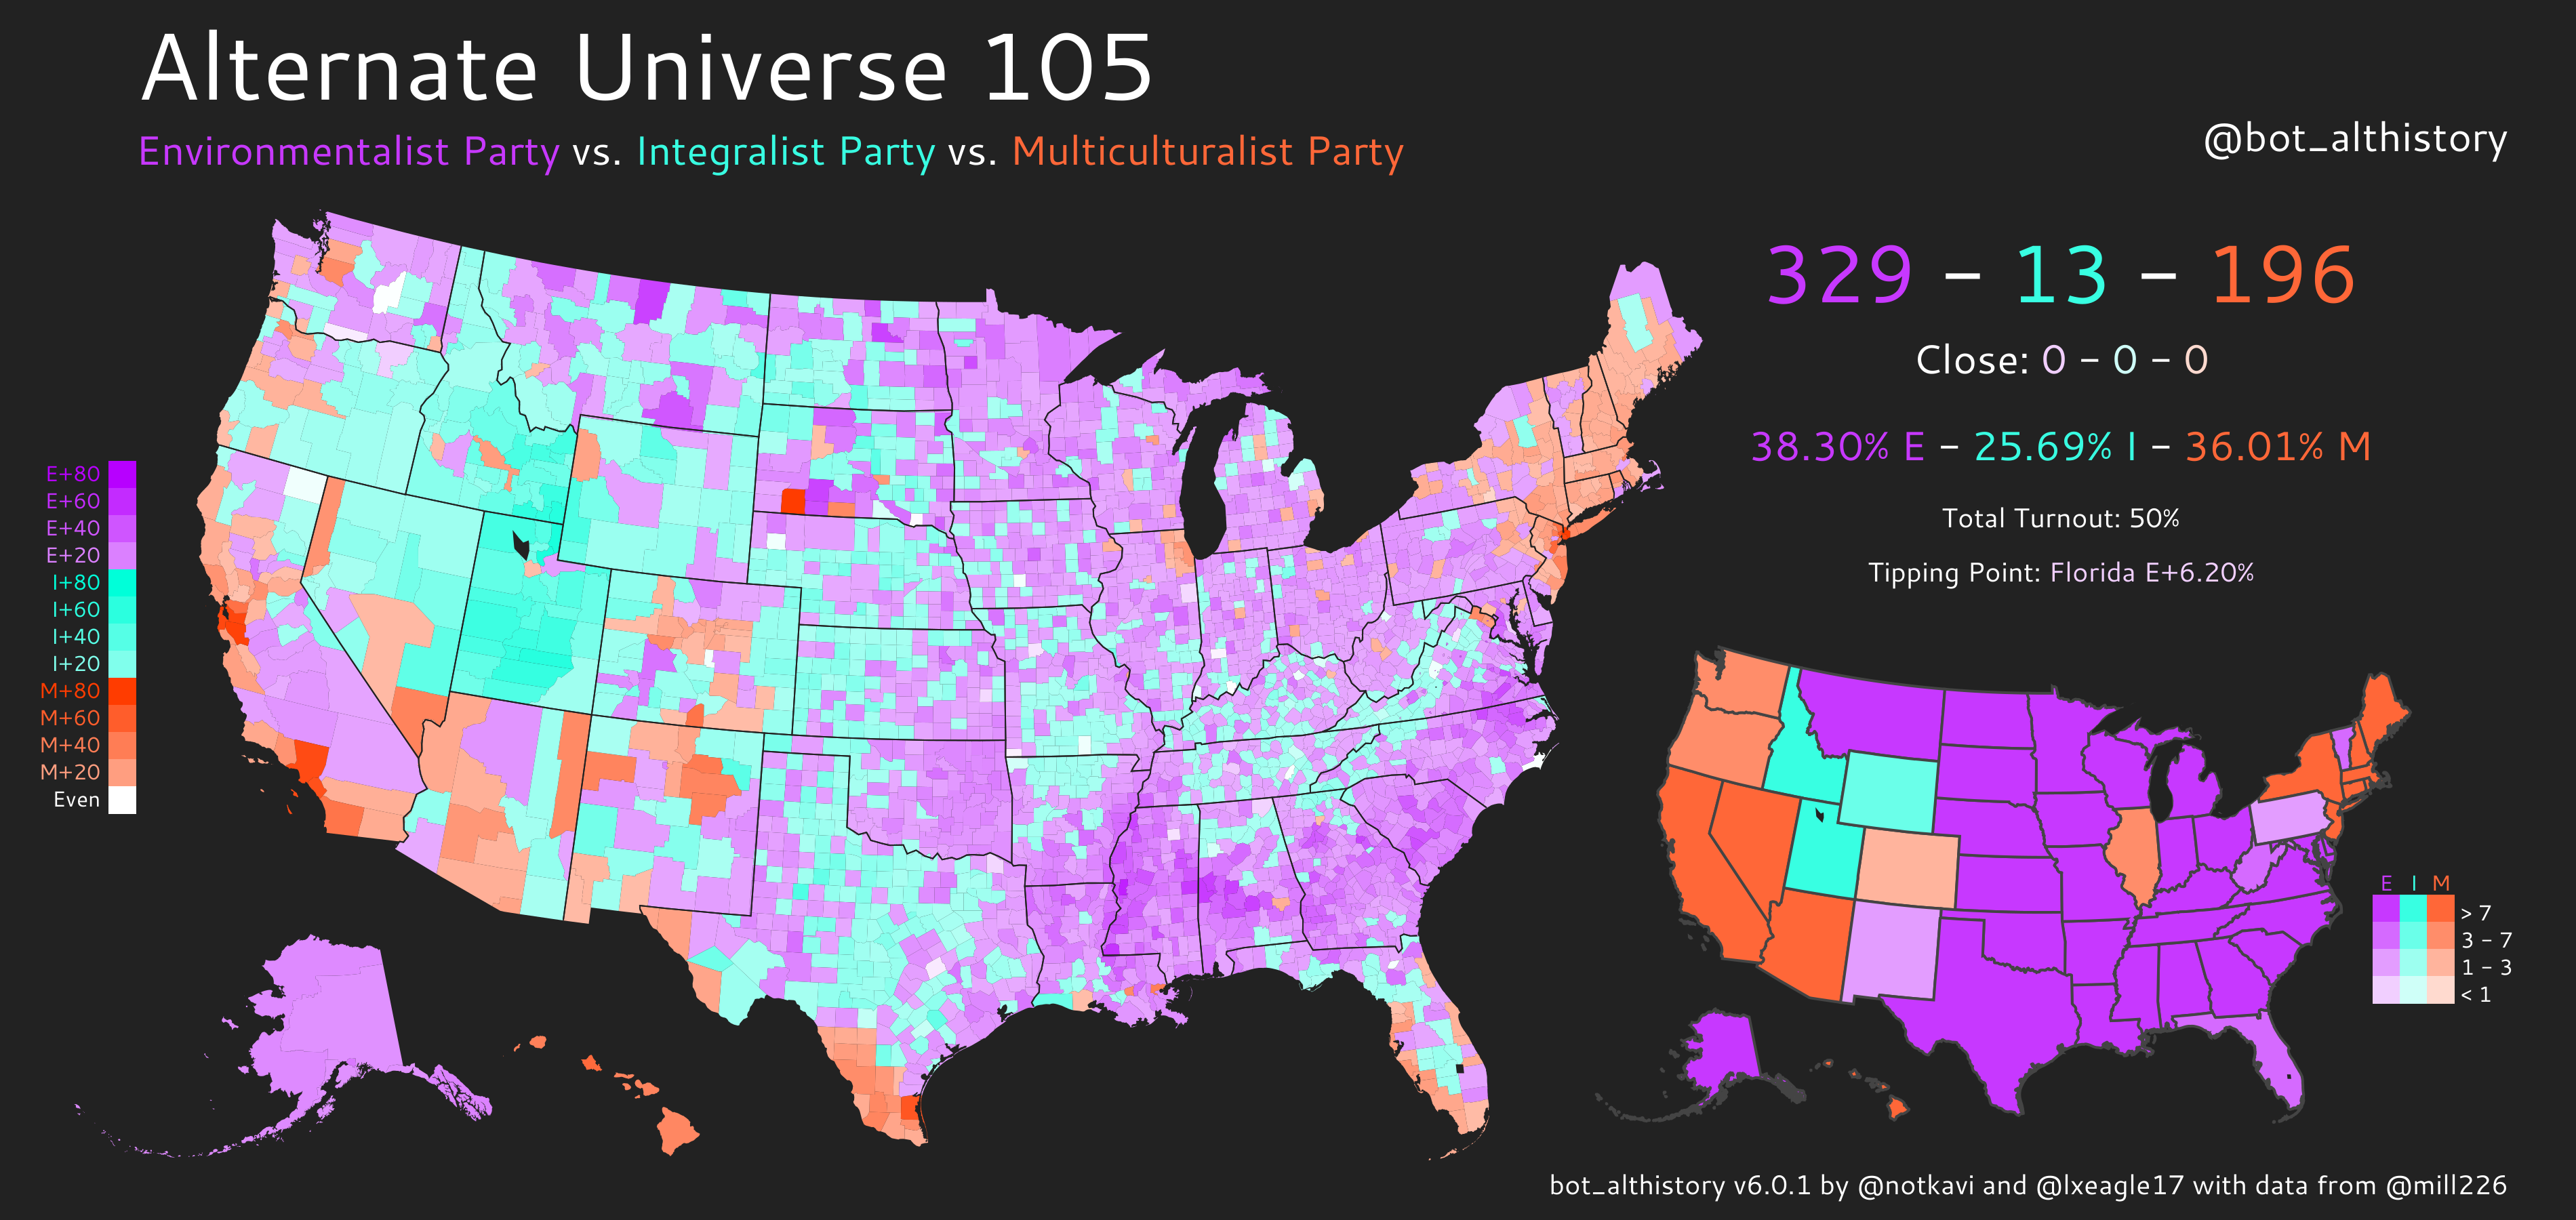 Alternate Universe 105
Environmentalist Party vs. Integralist Party vs. Multiculturalist Party
@bot_althistory
329 - 13 - 196
Close: 0 - 0 - 0
38.30% E - 25.69% I - 36.01% M
Total Turnout: 50%
Tipping Point: Florida E+6.20%
E+80
E+60
E+40
E+20
I+80
I+60
I+40
I+20
M+80
M+60
M+40
M+20
Even
E I M
> 7
3 - 7
1 - 3
< 1
bot_althistory v6.0.1 by @notkavi and @lxeagle17 with data from @mill226